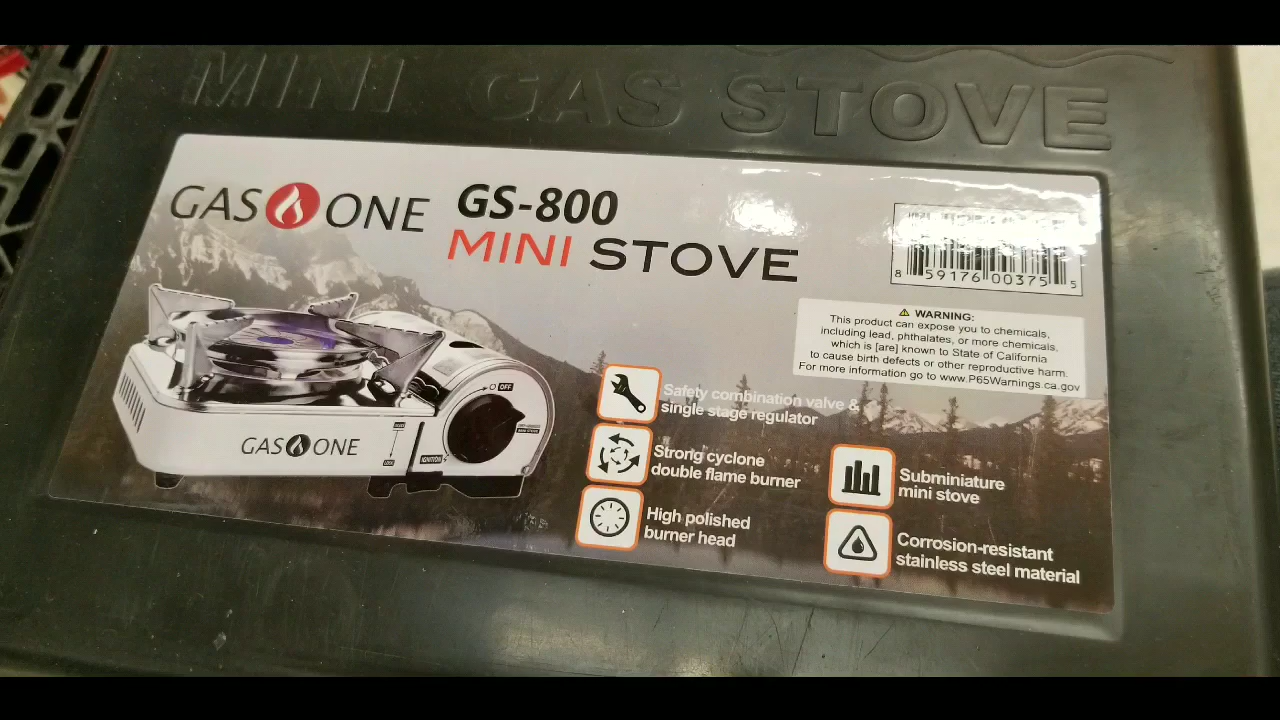 MINI GAS STOVE
GAS ONE GS-800
MINI STOVE
8 59176 00375 5
WARNING:
This product can expose you to chemicals,
including lead, phthalates, or more chemicals,
which is [are] known to State of California
to cause birth defects or other reproductive harm.
For more information go to www.P65Warnings.ca.gov
OFF
GAS ONE
LOCK
IGNITION
Safety combination valve &
single stage regulator
Strong cyclone
double flame burner
High polished
burner head
Subminiature
mini stove
Corrosion-resistant
stainless steel material